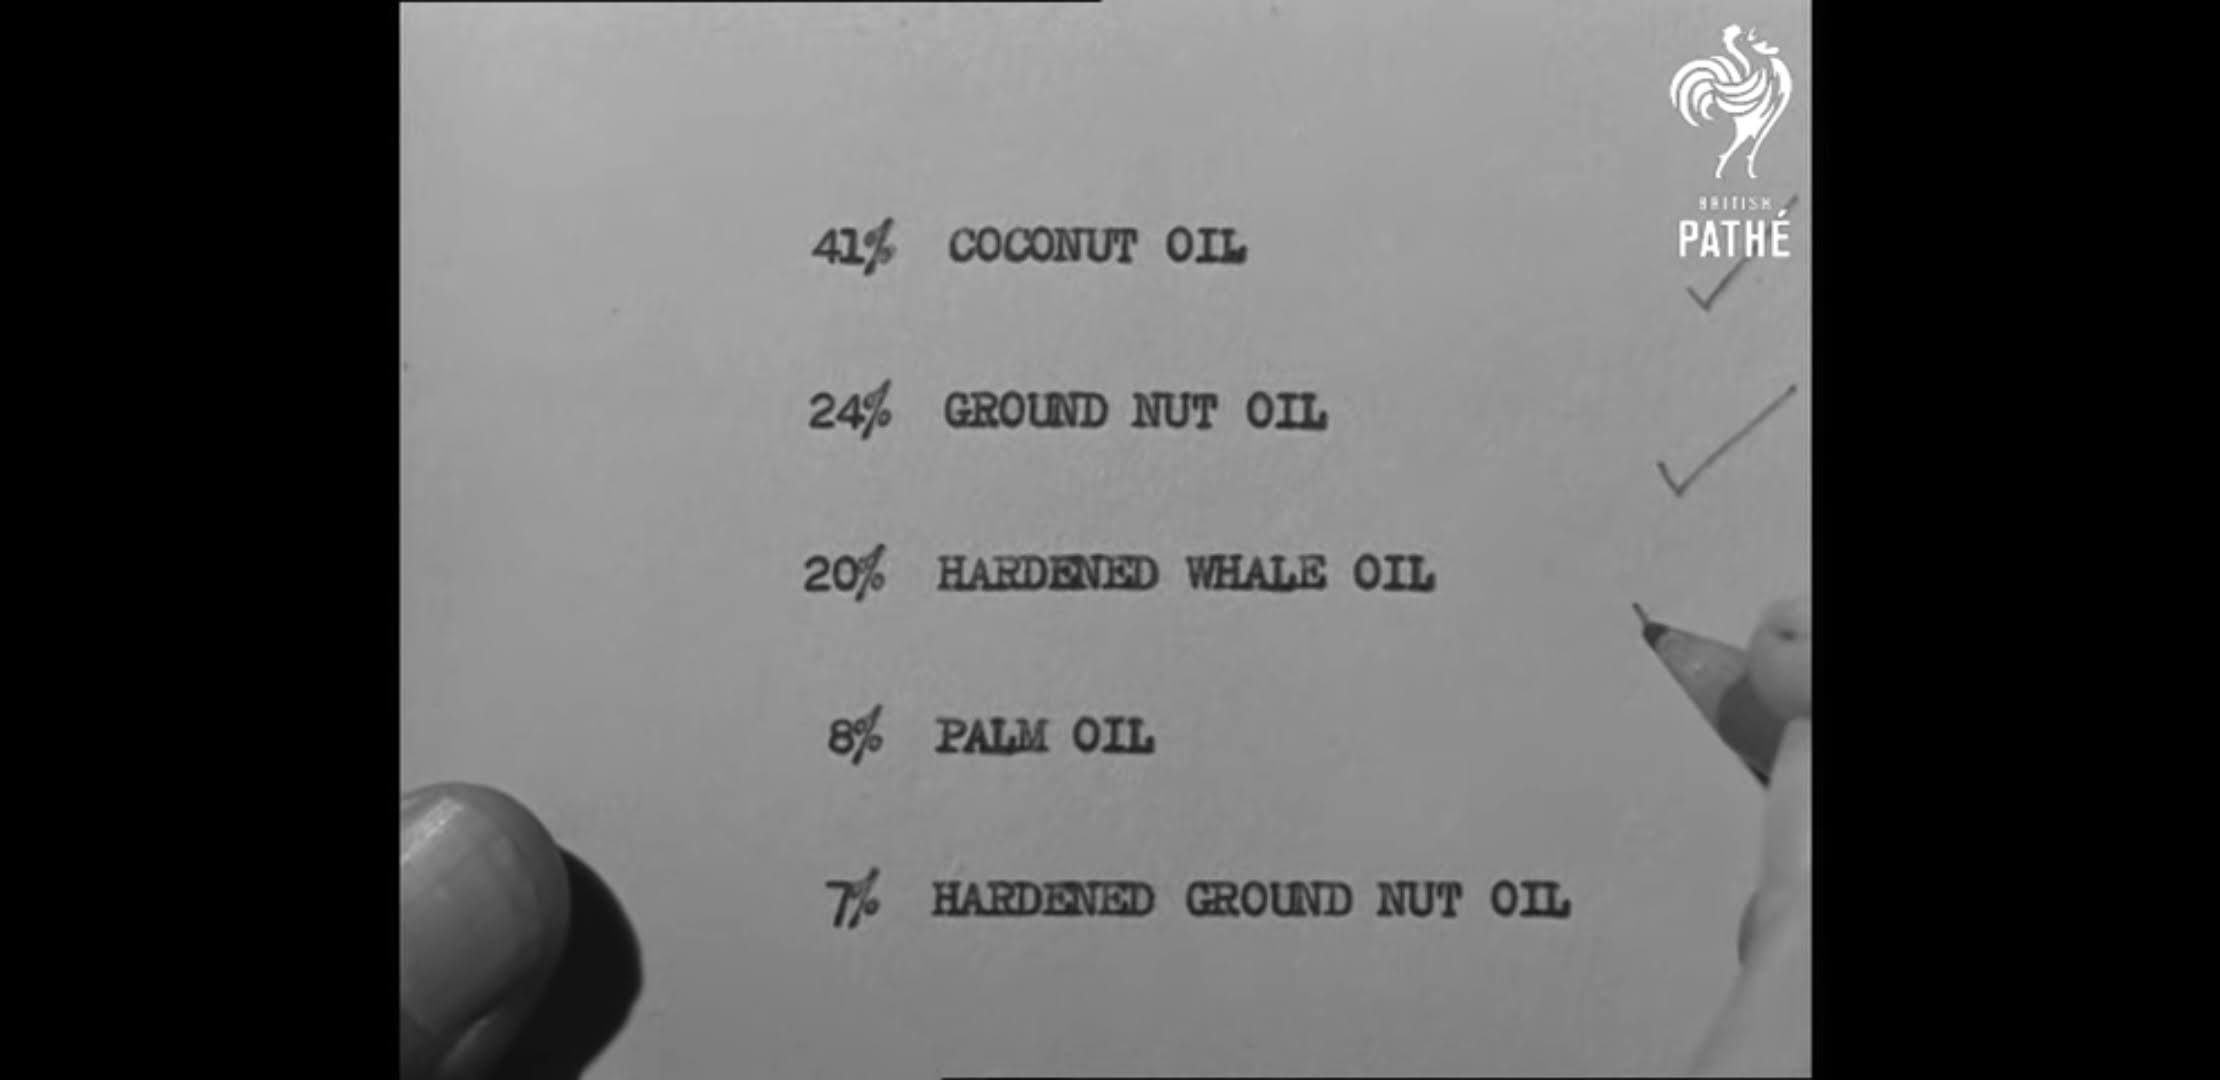 BRITISH
PATHÉ
41% COCONUT OIL
24% GROUND NUT OIL
20% HARDENED WHALE OIL
8% PALM OIL
7% HARDENED GROUND NUT OIL